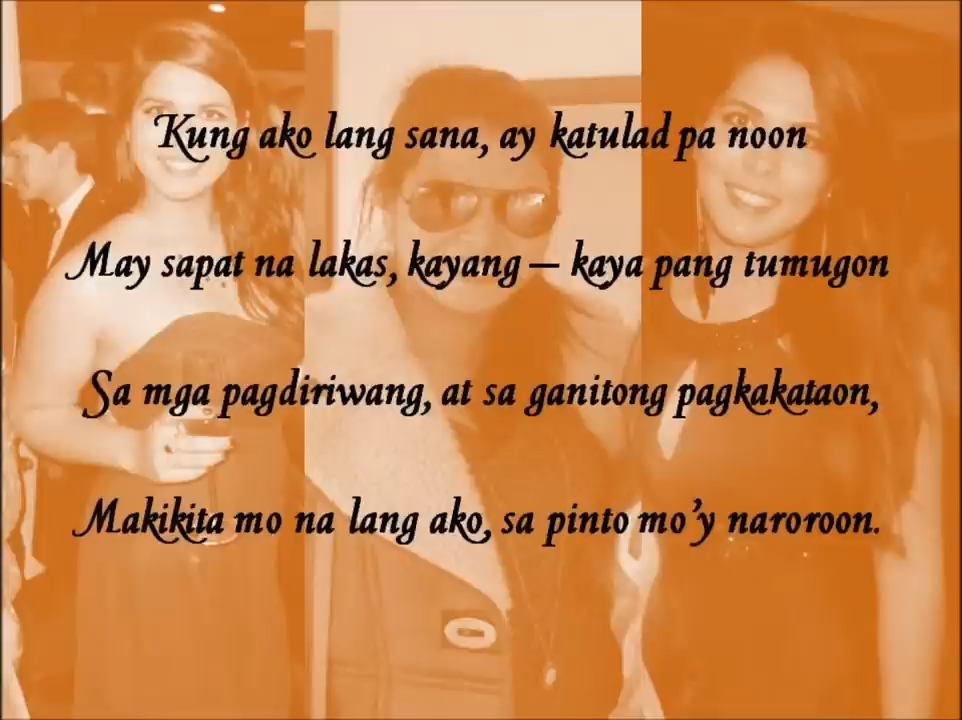 Kung ako lang sana, ay katulad pa noon
May sapat na lakas, kayang – kaya pang tumugon
Sa mga pagdiriwang, at sa ganitong pagkakataon,
Makikita mo na lang ako, sa pinto mo’y naroroon.